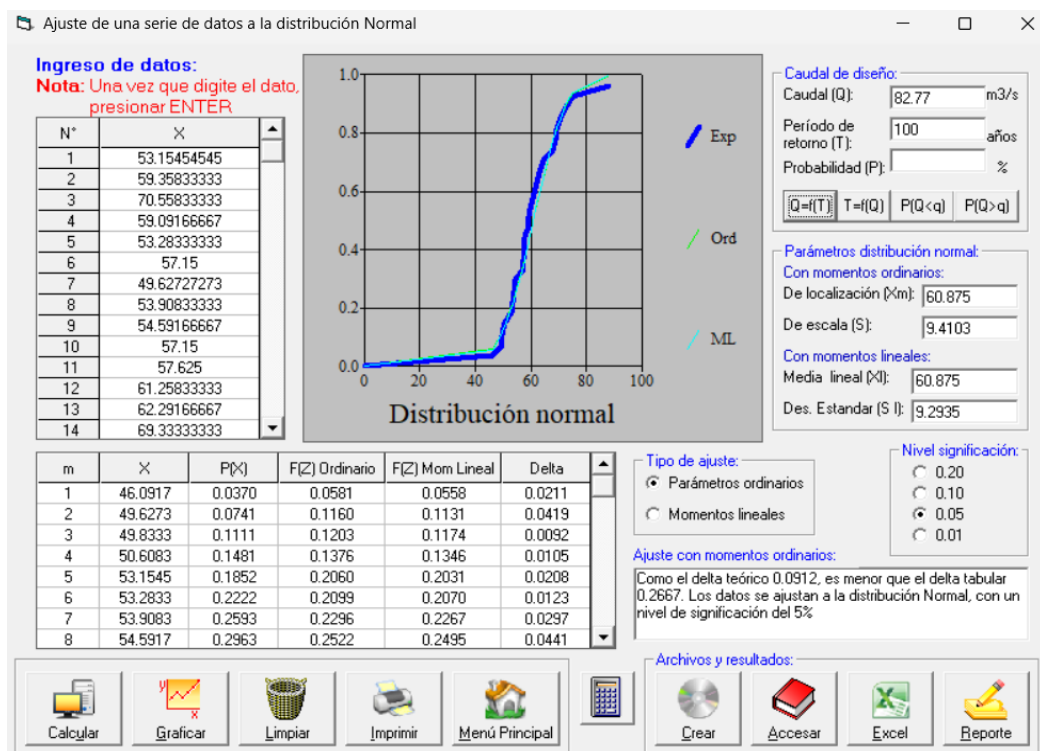 Ajuste de una serie de datos a la distribución Normal
Ingreso de datos:
Nota: Una vez que digite el dato,
presionar ENTER
N° X
1 53.15454545
2 59.35833333
3 70.55833333
4 59.09166667
5 53.28333333
6 57.15
7 49.62727273
8 53.90833333
9 54.59166667
10 57.15
11 57.625
12 61.25833333
13 62.29166667
14 69.33333333
1.0
0.8
0.6
0.4
0.2
0.0
0 20 40 60 80 100
Distribución normal
Exp
Ord
ML
Caudal de diseño:
Caudal (Q): 82.77 m3/s
Período de
retorno (T): 100 años
Probabilidad (P): %
Q=f(T) T=f(Q) P(Q<q) P(Q>q)
Parámetros distribución normal:
Con momentos ordinarios:
De localización (Xm): 60.875
De escala (S): 9.4103
Con momentos lineales:
Media lineal (Xl): 60.875
Des. Estandar (S l): 9.2935
m X P(X) F(Z) Ordinario F(Z) Mom Lineal Delta
1 46.0917 0.0370 0.0581 0.0558 0.0211
2 49.6273 0.0741 0.1160 0.1131 0.0419
3 49.8333 0.1111 0.1203 0.1174 0.0092
4 50.6083 0.1481 0.1376 0.1346 0.0105
5 53.1545 0.1852 0.2060 0.2031 0.0208
6 53.2833 0.2222 0.2099 0.2070 0.0123
7 53.9083 0.2593 0.2296 0.2267 0.0297
8 54.5917 0.2963 0.2522 0.2495 0.0441
Tipo de ajuste:
Parámetros ordinarios
Momentos lineales
Nivel significación:
0.20
0.10
0.05
0.01
Ajuste con momentos ordinarios:
Como el delta teórico 0.0912, es menor que el delta tabular
0.2667. Los datos se ajustan a la distribución Normal, con un
nivel de significación del 5%
Calcular Graficar Limpiar Imprimir Menú Principal
Archivos y resultados:
Crear Accesar Excel Reporte